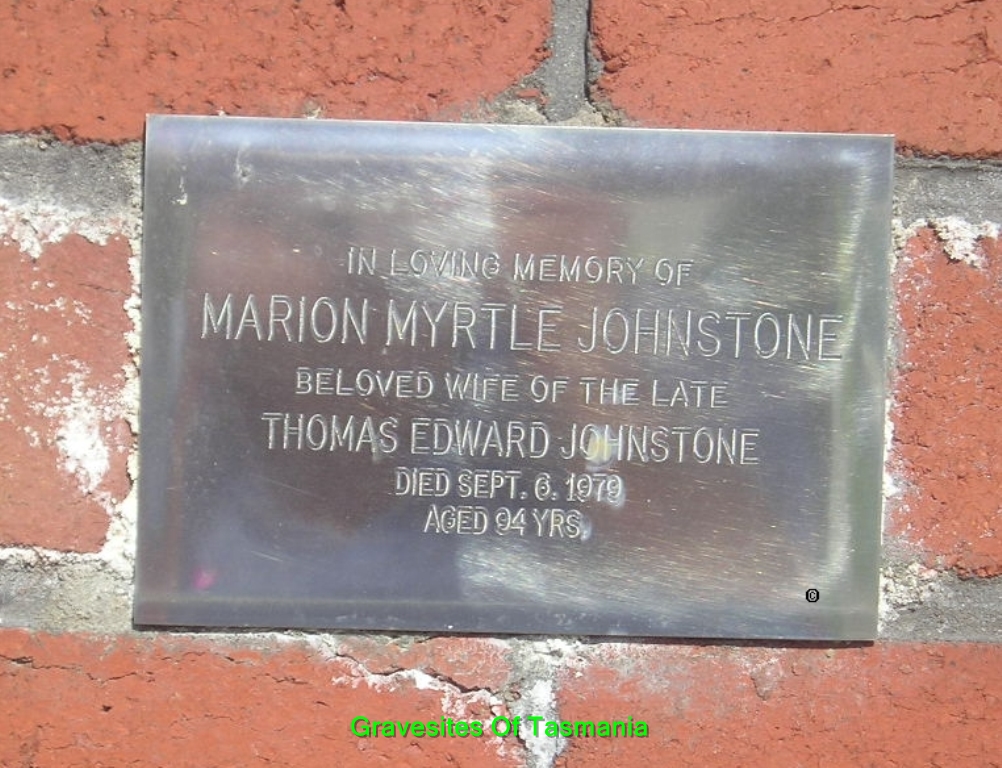 IN LOVING MEMORY OF
MARION MYRTLE JOHNSTONE
BELOVED WIFE OF THE LATE
THOMAS EDWARD JOHNSTONE
DIED SEPT. 6. 1979
AGED 94 YRS.
©
Gravesites Of Tasmania